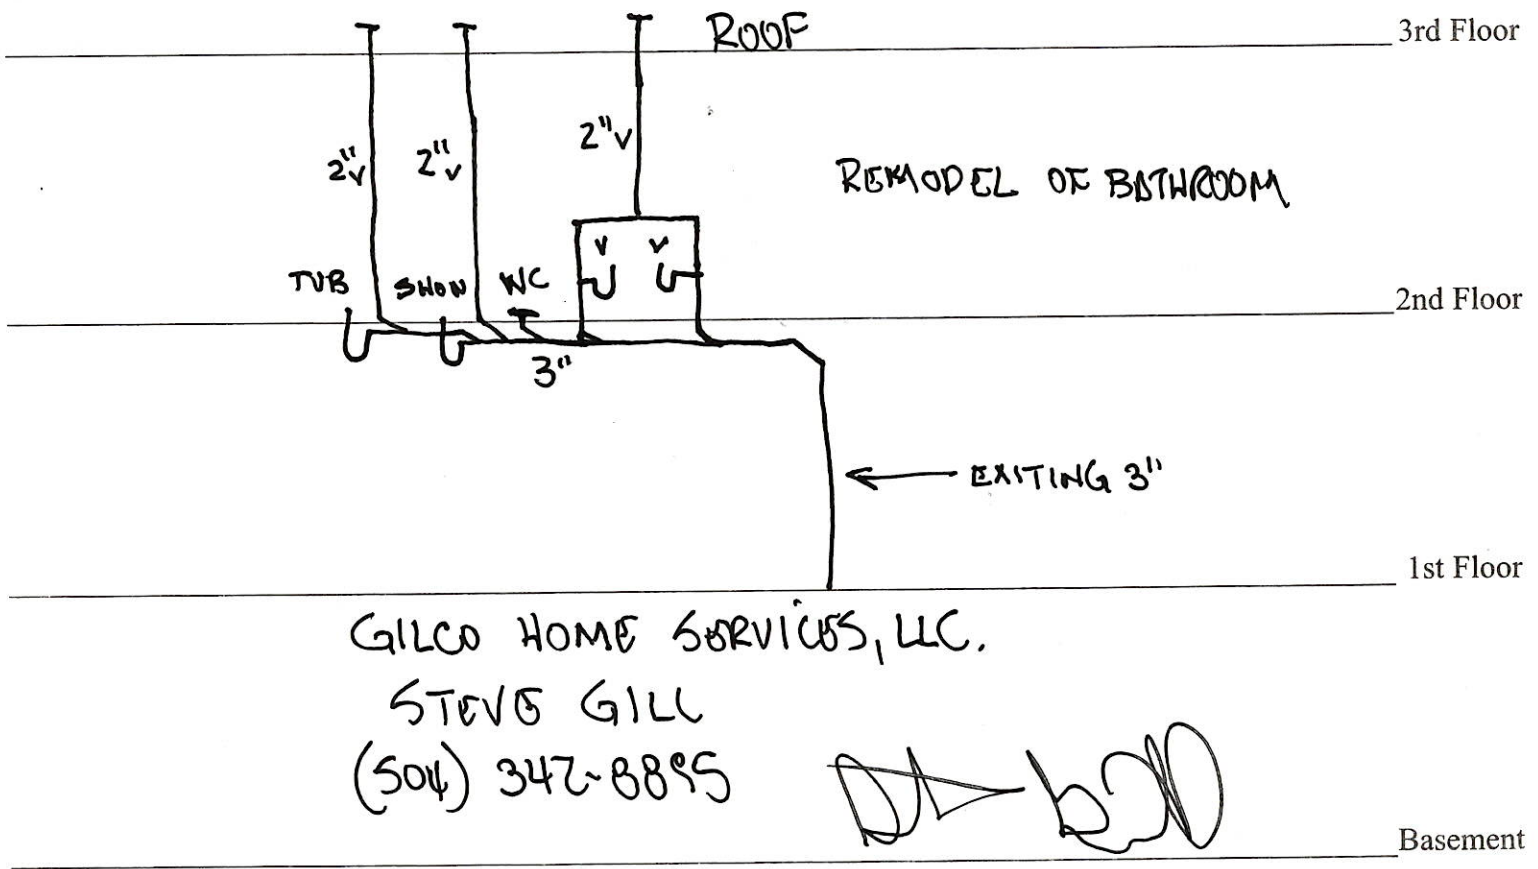 ROOF
3rd Floor
2"V
2"V
2"V
REMODEL OF BATHROOM
V V
TUB SHOW WC
2nd Floor
3"
EXITING 3"
1st Floor
GILCO HOME SERVICES, LLC.
STEVE GILL
(504) 347-8895
Basement